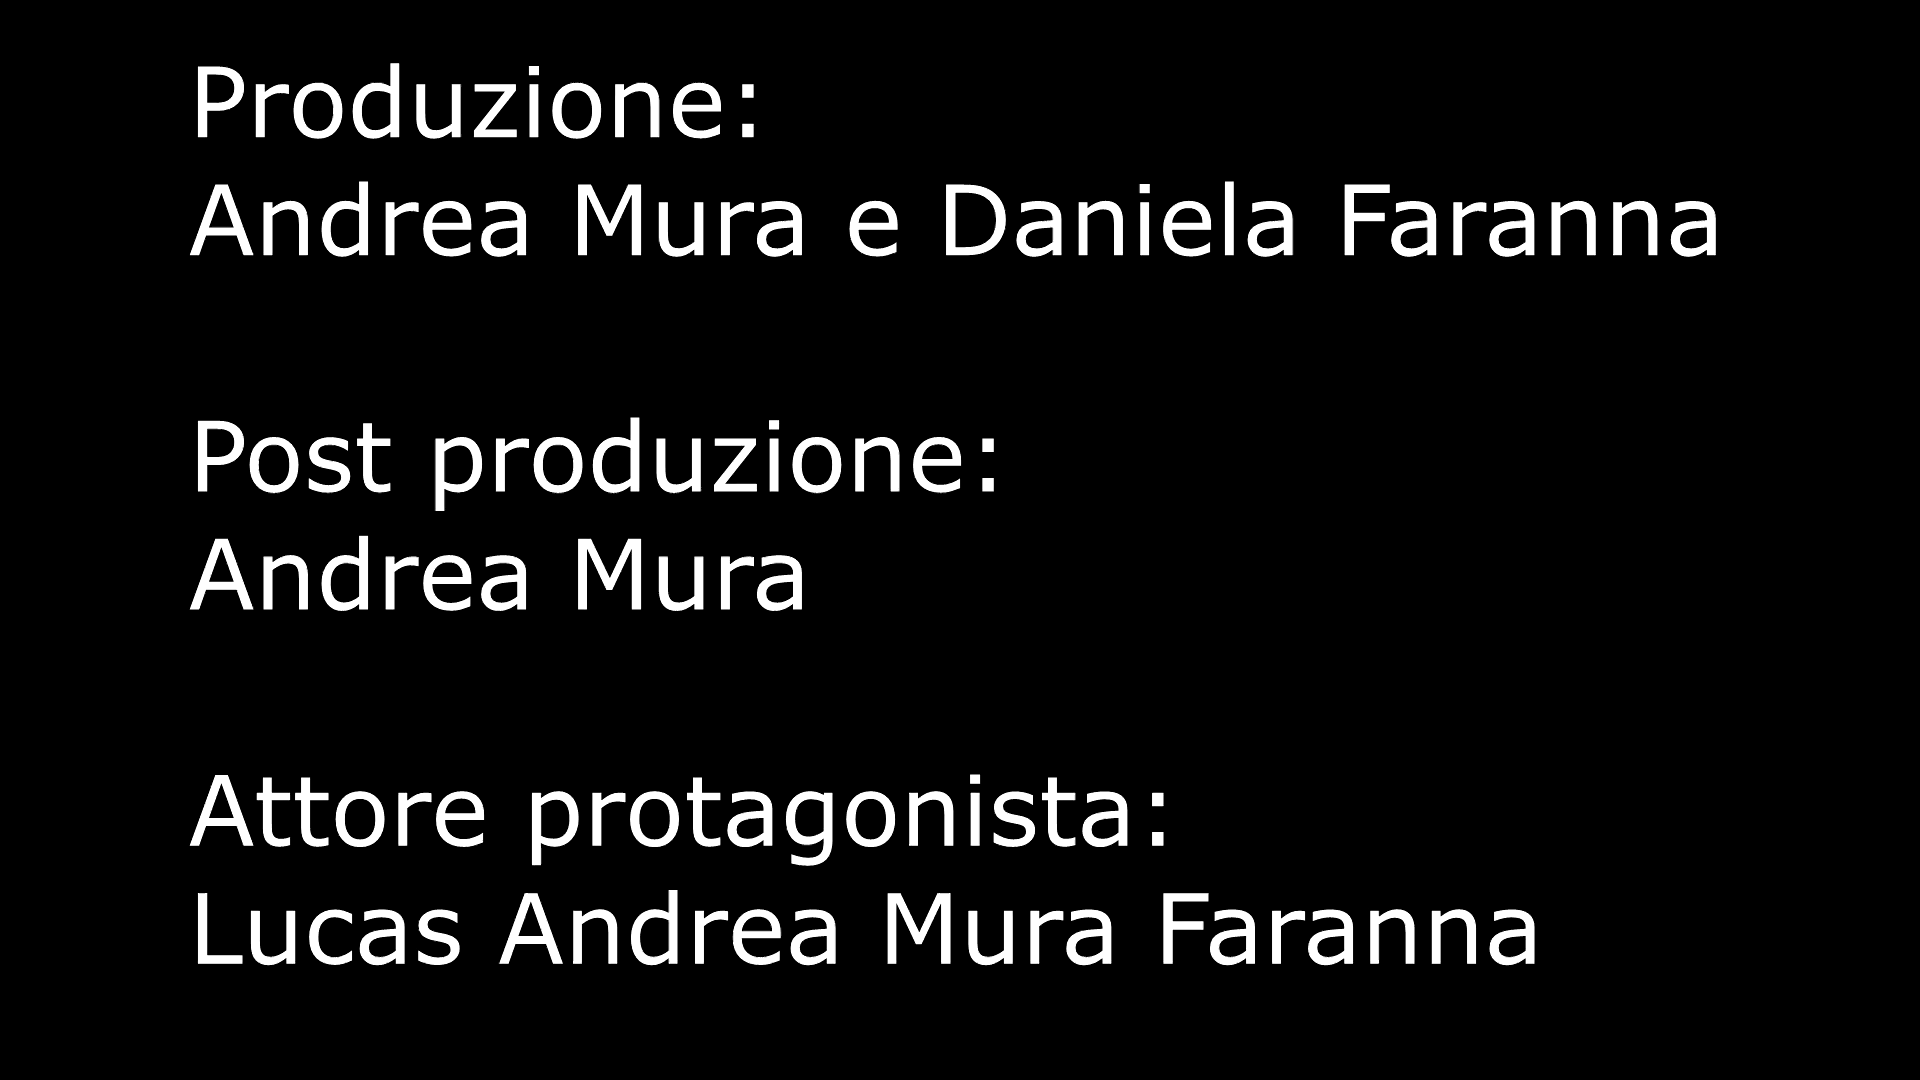 Produzione:
Andrea Mura e Daniela Faranna
Post produzione:
Andrea Mura
Attore protagonista:
Lucas Andrea Mura Faranna